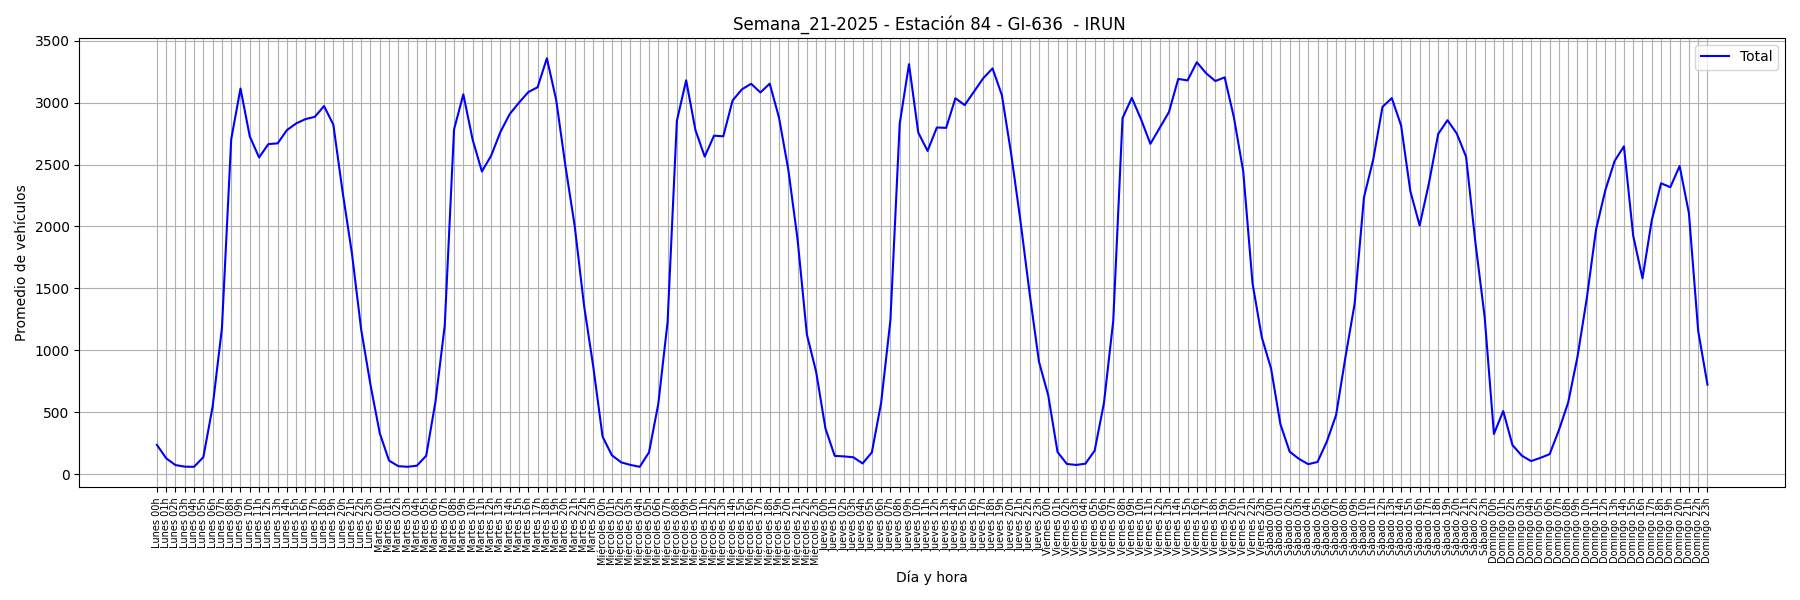 Semana_21-2025 - Estación 84 - GI-636  - IRUN
Total
Promedio de vehículos
3500
3000
2500
2000
1500
1000
500
0
Lunes 00h
Lunes 01h
Lunes 02h
Lunes 03h
Lunes 04h
Lunes 05h
Lunes 06h
Lunes 07h
Lunes 08h
Lunes 09h
Lunes 10h
Lunes 11h
Lunes 12h
Lunes 13h
Lunes 14h
Lunes 15h
Lunes 16h
Lunes 17h
Lunes 18h
Lunes 19h
Lunes 20h
Lunes 21h
Lunes 22h
Lunes 23h
Martes 00h
Martes 01h
Martes 02h
Martes 03h
Martes 04h
Martes 05h
Martes 06h
Martes 07h
Martes 08h
Martes 09h
Martes 10h
Martes 11h
Martes 12h
Martes 13h
Martes 14h
Martes 15h
Martes 16h
Martes 17h
Martes 18h
Martes 19h
Martes 20h
Martes 21h
Martes 22h
Martes 23h
Miércoles 00h
Miércoles 01h
Miércoles 02h
Miércoles 03h
Miércoles 04h
Miércoles 05h
Miércoles 06h
Miércoles 07h
Miércoles 08h
Miércoles 09h
Miércoles 10h
Miércoles 11h
Miércoles 12h
Miércoles 13h
Miércoles 14h
Miércoles 15h
Miércoles 16h
Miércoles 17h
Miércoles 18h
Miércoles 19h
Miércoles 20h
Miércoles 21h
Miércoles 22h
Miércoles 23h
Jueves 00h
Jueves 01h
Jueves 02h
Jueves 03h
Jueves 04h
Jueves 05h
Jueves 06h
Jueves 07h
Jueves 08h
Jueves 09h
Jueves 10h
Jueves 11h
Jueves 12h
Jueves 13h
Jueves 14h
Jueves 15h
Jueves 16h
Jueves 17h
Jueves 18h
Jueves 19h
Jueves 20h
Jueves 21h
Jueves 22h
Jueves 23h
Viernes 00h
Viernes 01h
Viernes 02h
Viernes 03h
Viernes 04h
Viernes 05h
Viernes 06h
Viernes 07h
Viernes 08h
Viernes 09h
Viernes 10h
Viernes 11h
Viernes 12h
Viernes 13h
Viernes 14h
Viernes 15h
Viernes 16h
Viernes 17h
Viernes 18h
Viernes 19h
Viernes 20h
Viernes 21h
Viernes 22h
Viernes 23h
Sábado 00h
Sábado 01h
Sábado 02h
Sábado 03h
Sábado 04h
Sábado 05h
Sábado 06h
Sábado 07h
Sábado 08h
Sábado 09h
Sábado 10h
Sábado 11h
Sábado 12h
Sábado 13h
Sábado 14h
Sábado 15h
Sábado 16h
Sábado 17h
Sábado 18h
Sábado 19h
Sábado 20h
Sábado 21h
Sábado 22h
Sábado 23h
Domingo 00h
Domingo 01h
Domingo 02h
Domingo 03h
Domingo 04h
Domingo 05h
Domingo 06h
Domingo 07h
Domingo 08h
Domingo 09h
Domingo 10h
Domingo 11h
Domingo 12h
Domingo 13h
Domingo 14h
Domingo 15h
Domingo 16h
Domingo 17h
Domingo 18h
Domingo 19h
Domingo 20h
Domingo 21h
Domingo 22h
Domingo 23h
Día y hora